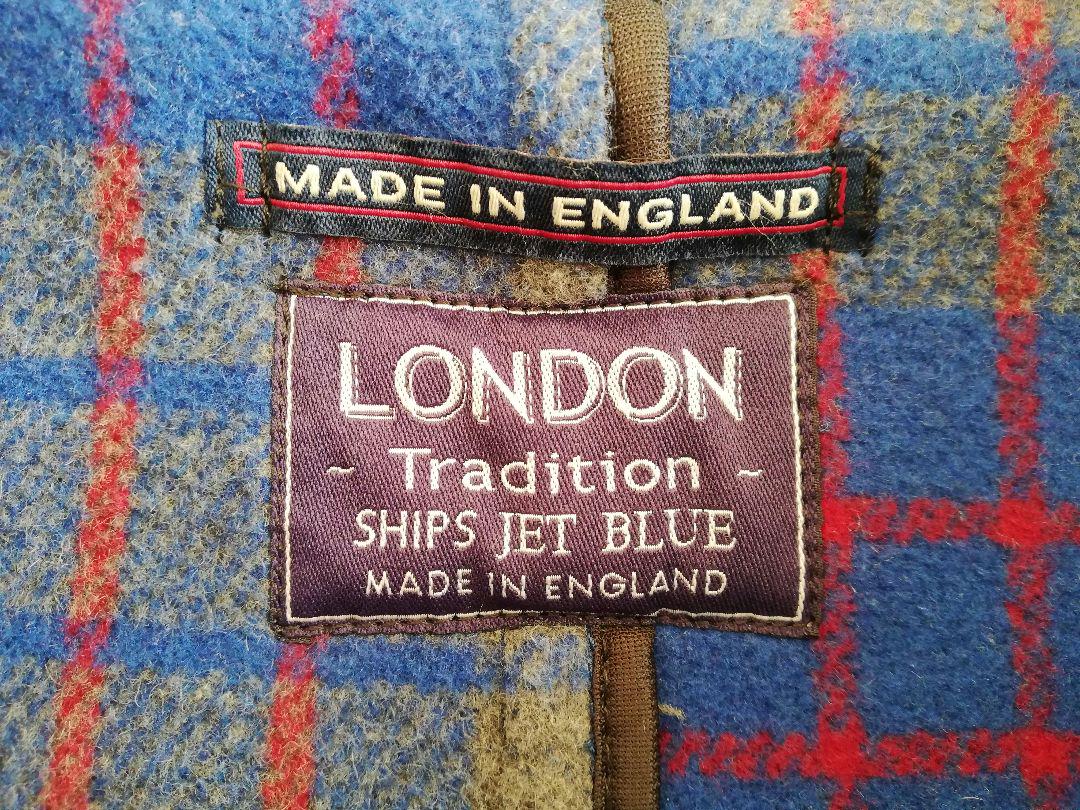 MADE IN ENGLAND
LONDON
~ Tradition ~
SHIPS JET BLUE
MADE IN ENGLAND